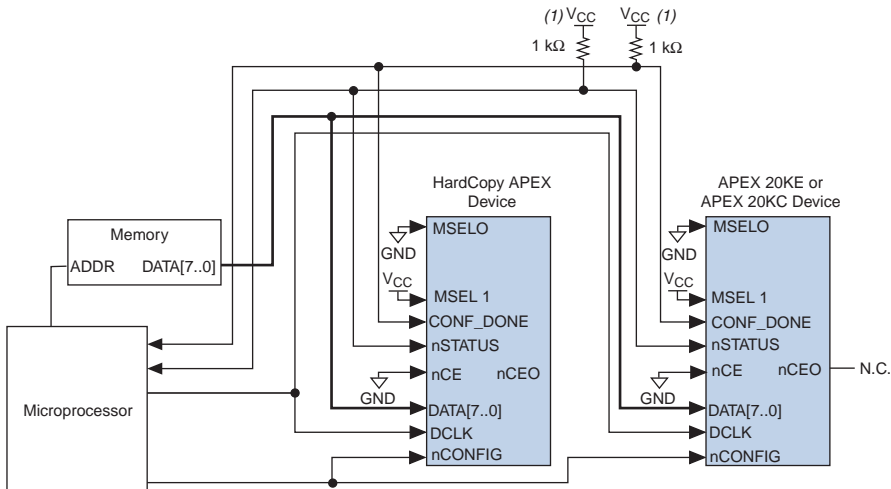 (1) VCC VCC (1)
1 kΩ 1 kΩ
HardCopy APEX
Device
APEX 20KE or
APEX 20KC Device
Memory
ADDR DATA[7..0]
Microprocessor
MSELO
GND
VCC
MSEL 1
CONF_DONE
nSTATUS
nCE nCEO
GND
DATA[7..0]
DCLK
nCONFIG
MSELO
GND
VCC
MSEL 1
CONF_DONE
nSTATUS
nCE nCEO N.C.
GND
DATA[7..0]
DCLK
nCONFIG